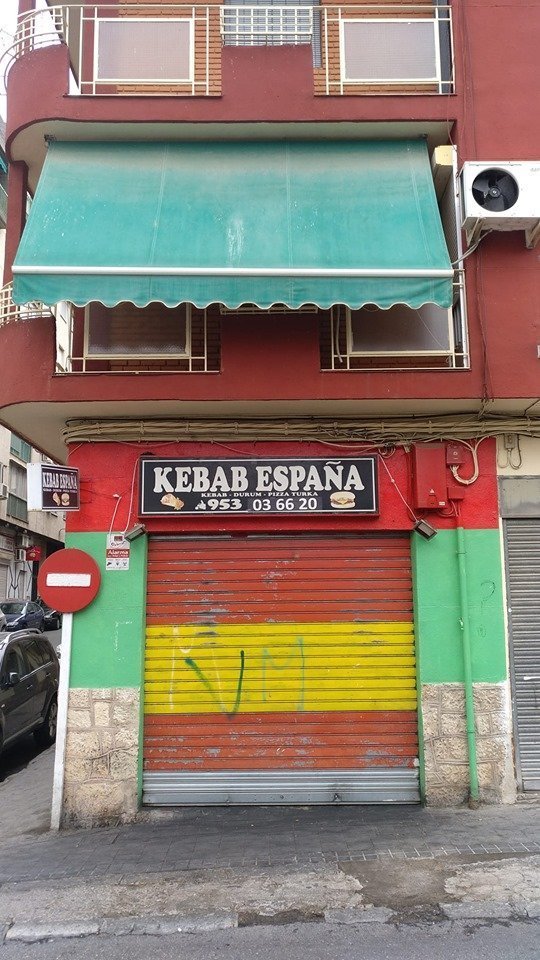 KEBAB ESPAÑA
KEBAB - DURUM - PIZZA TURKA
953 03 66 20
KEBAB ESPAÑA
Alarma